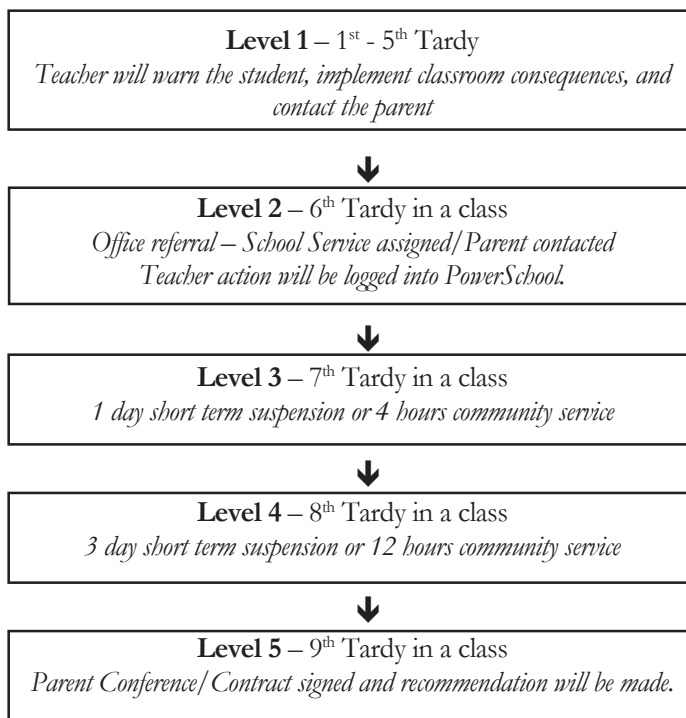 Level 1 – 1st - 5th Tardy
Teacher will warn the student, implement classroom consequences, and
contact the parent
Level 2 – 6th Tardy in a class
Office referral – School Service assigned/Parent contacted
Teacher action will be logged into PowerSchool.
Level 3 – 7th Tardy in a class
1 day short term suspension or 4 hours community service
Level 4 – 8th Tardy in a class
3 day short term suspension or 12 hours community service
Level 5 – 9th Tardy in a class
Parent Conference/Contract signed and recommendation will be made.